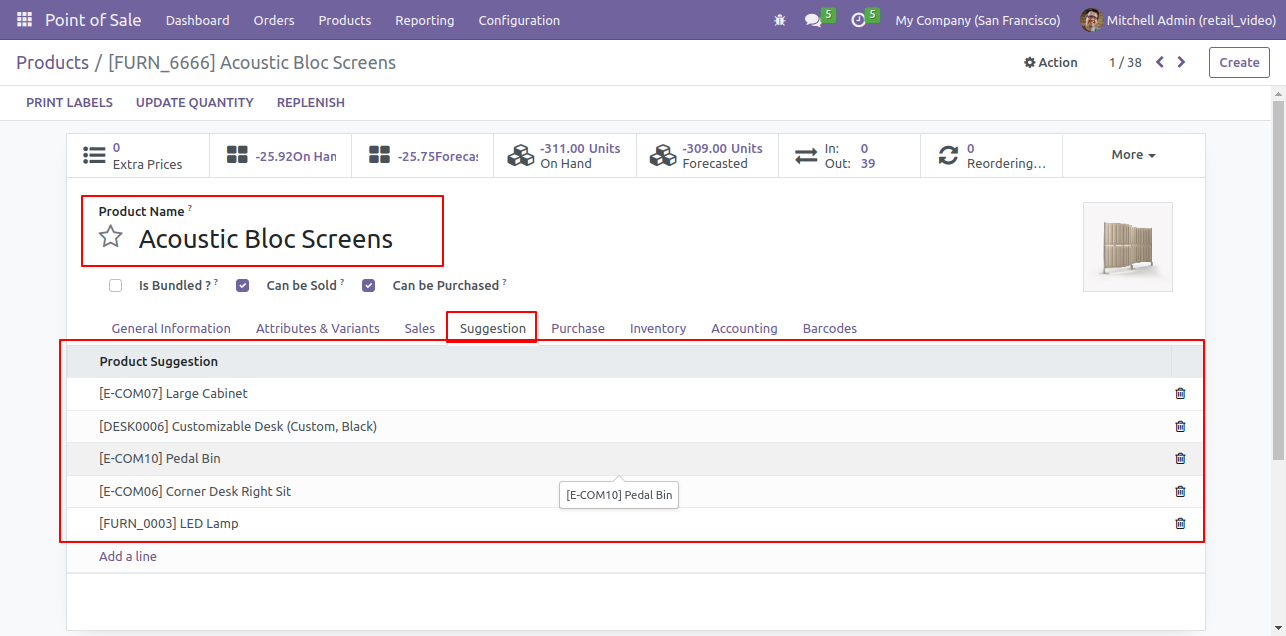 Point of Sale Dashboard Orders Products Reporting Configuration 5 5 My Company (San Francisco) Mitchell Admin (retail_video)
Products / [FURN_6666] Acoustic Bloc Screens Action 1 / 38 Create
PRINT LABELS UPDATE QUANTITY REPLENISH
0 Extra Prices
-25.92On Han
-25.75Forecas
-311.00 Units On Hand
-309.00 Units Forecasted
In: 0
Out: 39
0 Reordering...
More
Product Name ?
Acoustic Bloc Screens
Is Bundled ? ? Can be Sold ? Can be Purchased ?
General Information Attributes & Variants Sales Suggestion Purchase Inventory Accounting Barcodes
Product Suggestion
[E-COM07] Large Cabinet
[DESK0006] Customizable Desk (Custom, Black)
[E-COM10] Pedal Bin
[E-COM06] Corner Desk Right Sit
[E-COM10] Pedal Bin
[FURN_0003] LED Lamp
Add a line